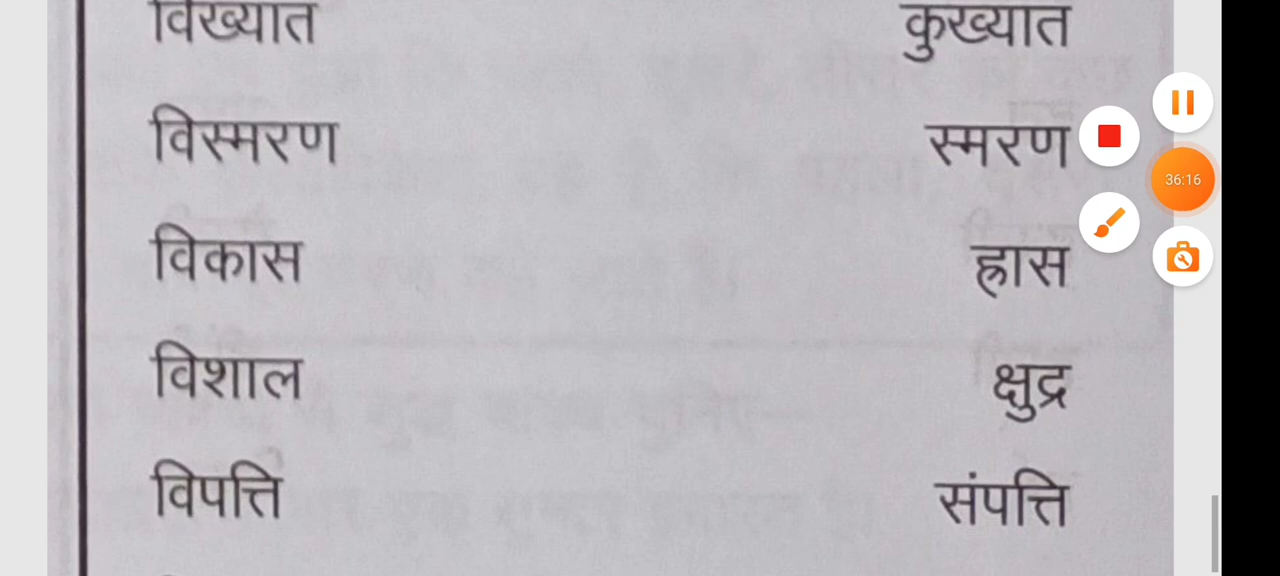 विख्यात कुख्यात
विस्मरण स्मरण
36:16
विकास ह्रास
विशाल क्षुद्र
विपत्ति संपत्ति